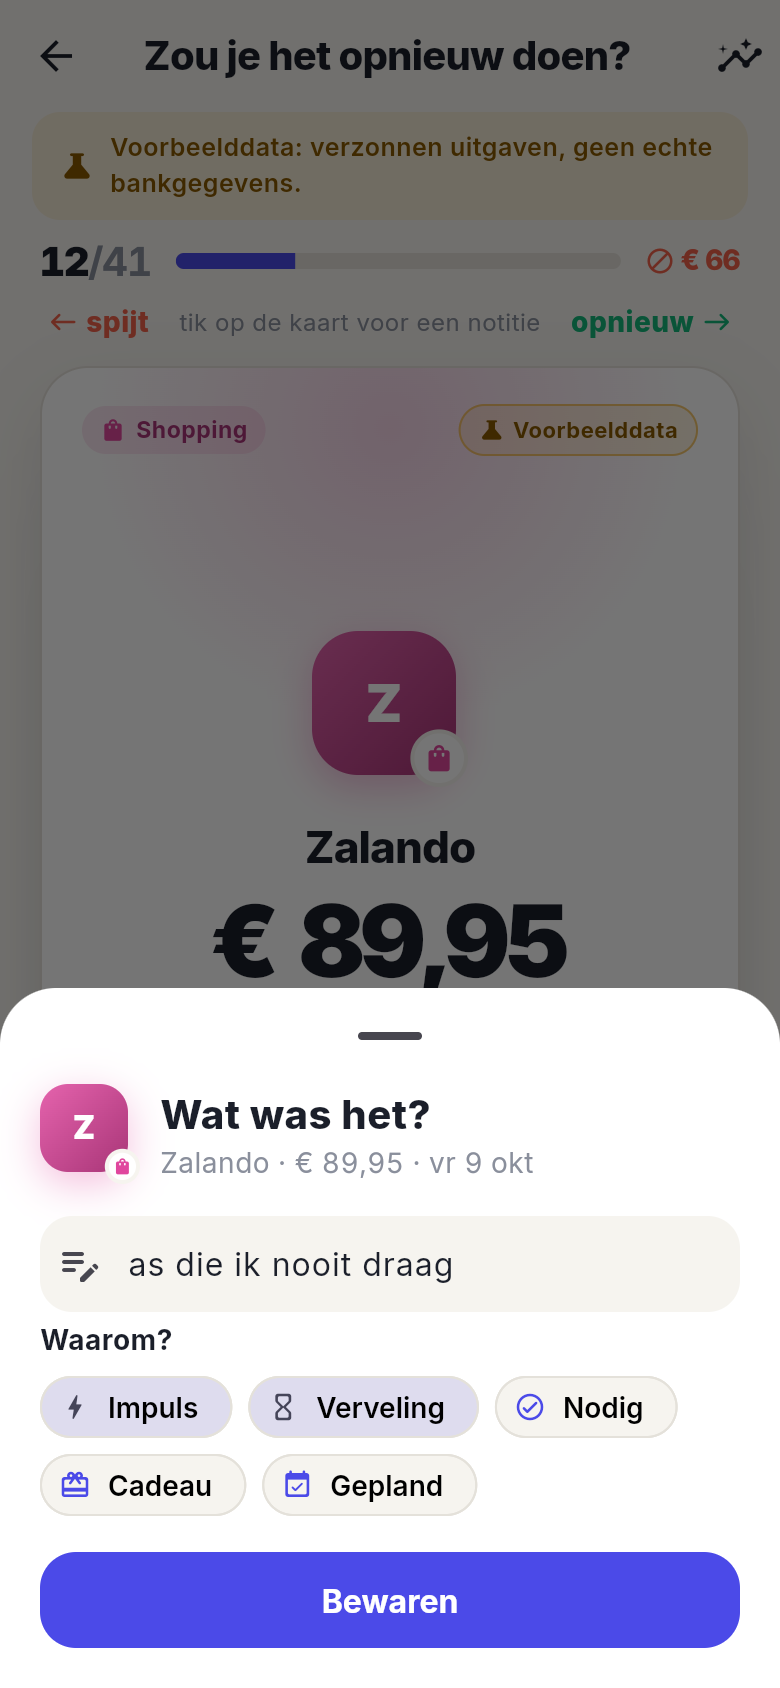 Zou je het opnieuw doen?
Voorbeelddata: verzonnen uitgaven, geen echte
bankgegevens.
12/41
€ 66
← spijt
tik op de kaart voor een notitie
opnieuw →
Shopping
Voorbeelddata
Z
Zalando
€ 89,95
Z
Wat was het?
Zalando · € 89,95 · vr 9 okt
as die ik nooit draag
Waarom?
Impuls
Verveling
Nodig
Cadeau
Gepland
Bewaren